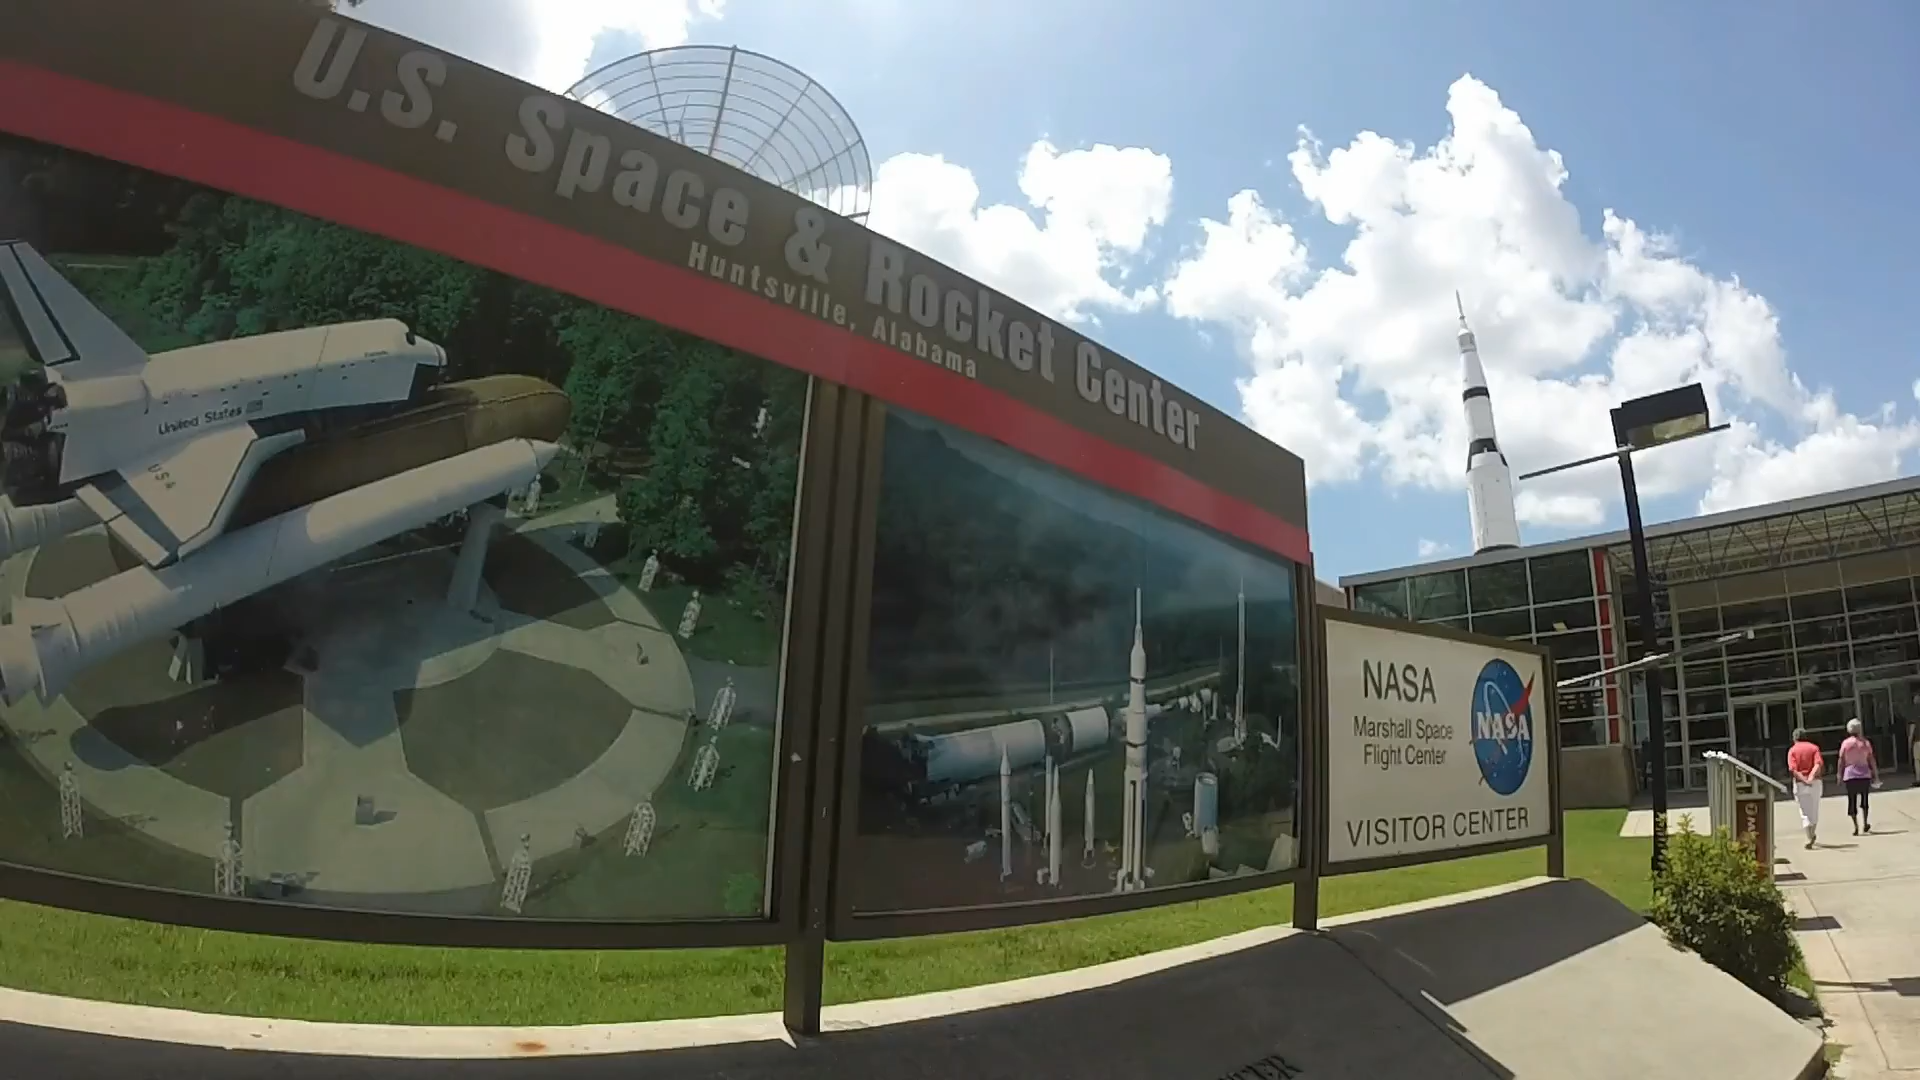 U.S. Space & Rocket Center
Huntsville, Alabama
United States
USA
NASA
Marshall Space
Flight Center
NASA
VISITOR CENTER